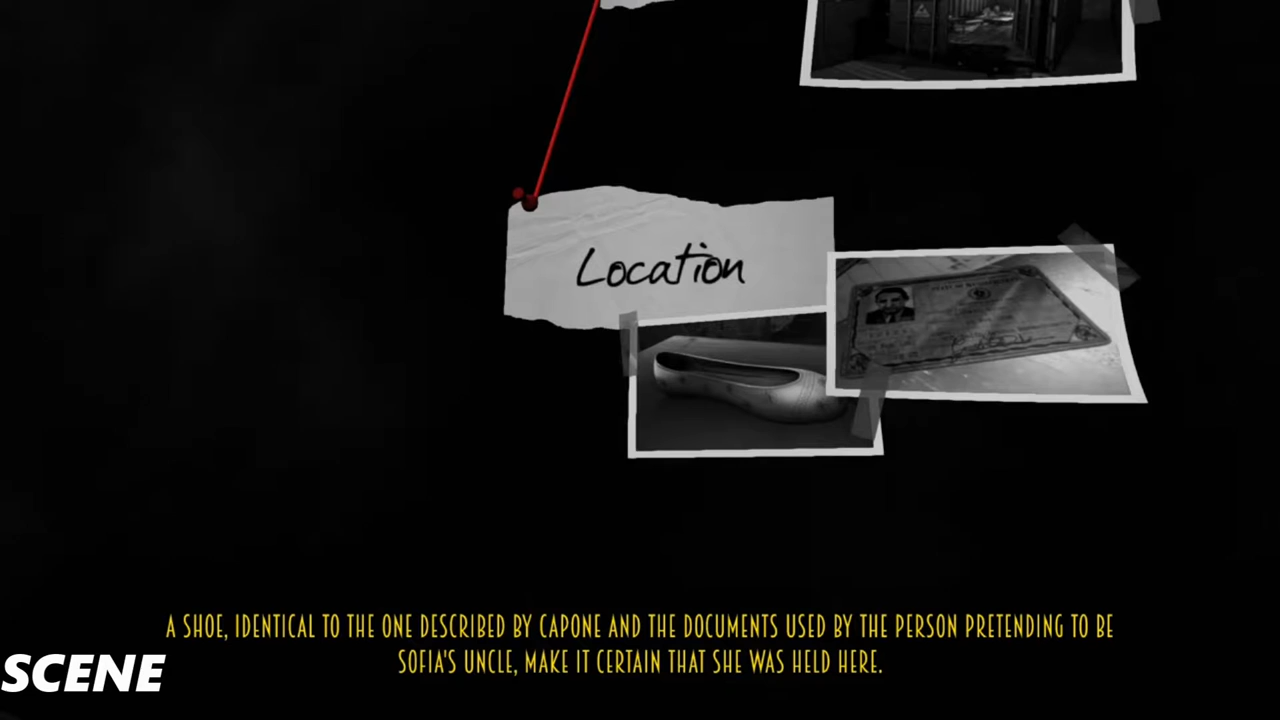 Location
A SHOE, IDENTICAL TO THE ONE DESCRIBED BY CAPONE AND THE DOCUMENTS USED BY THE PERSON PRETENDING TO BE
SOFIA'S UNCLE, MAKE IT CERTAIN THAT SHE WAS HELD HERE.
SCENE